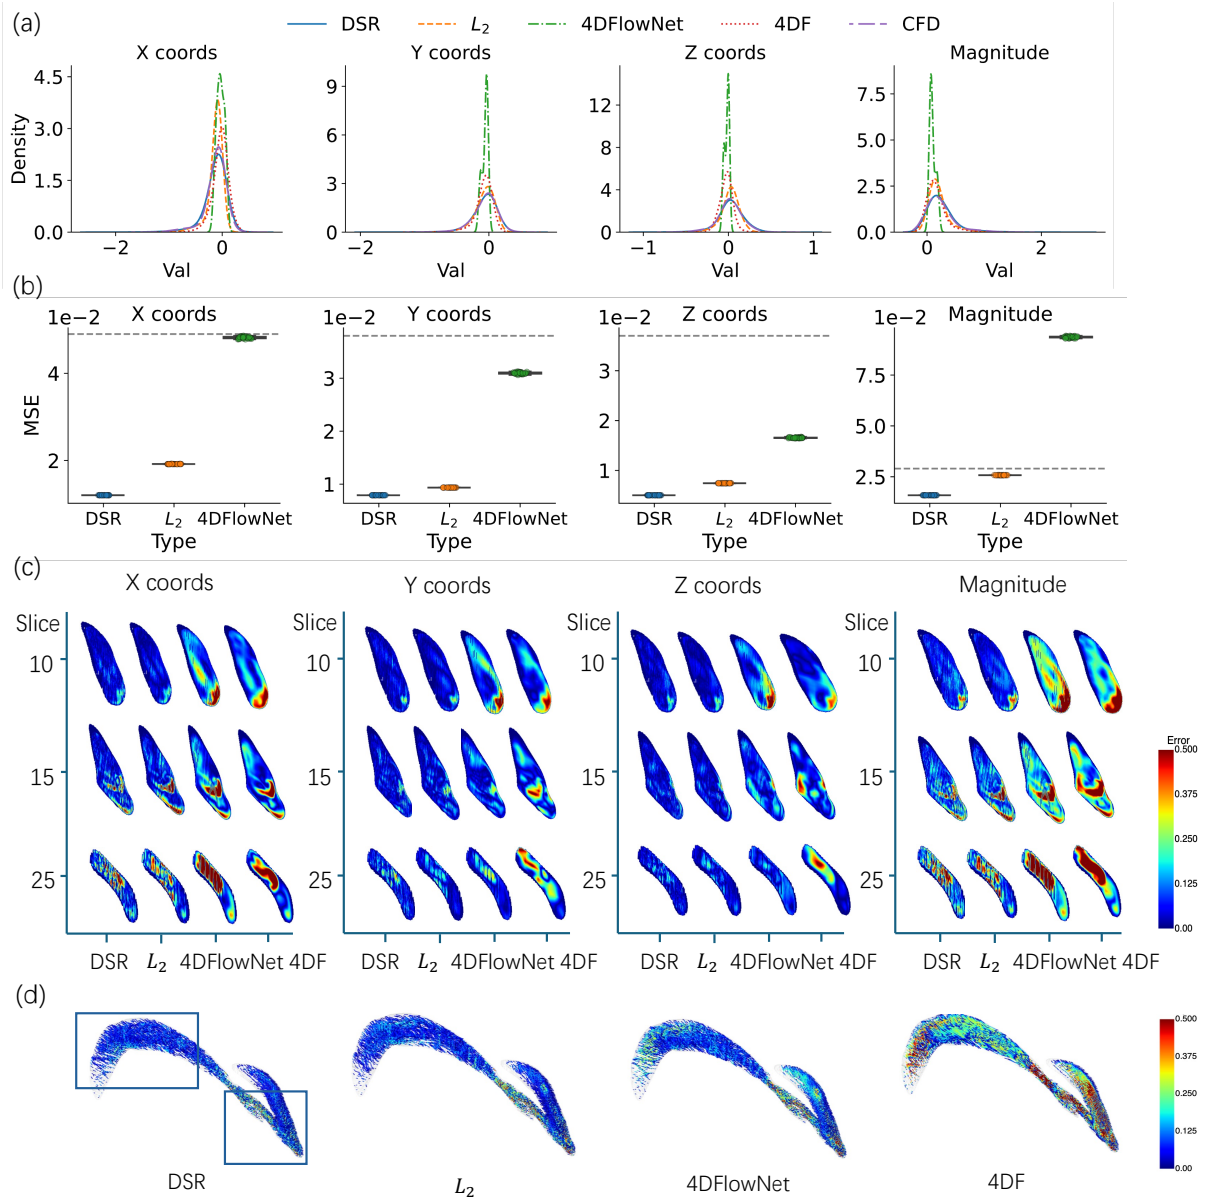 (a)
DSR L₂ 4DFlowNet 4DF CFD
X coords Y coords Z coords Magnitude
Density
4.5
3.0
1.5
0.0
−2 0
Val
9
6
3
0
−2 0
Val
12
8
4
0
−1 0 1
Val
7.5
5.0
2.5
0.0
0 2
Val
(b)
1e−2 X coords
MSE
4
2
DSR L₂ 4DFlowNet
Type
1e−2 Y coords
3
2
1
DSR L₂ 4DFlowNet
Type
1e−2 Z coords
3
2
1
DSR L₂ 4DFlowNet
Type
1e−2 Magnitude
7.5
5.0
2.5
DSR L₂ 4DFlowNet
Type
(c)
X coords Y coords Z coords Magnitude
Slice Slice Slice Slice
10 10 10 10
15 15 15 15
25 25 25 25
DSR L₂ 4DFlowNet 4DF DSR L₂ 4DFlowNet 4DF DSR L₂ 4DFlowNet 4DF DSR L₂ 4DFlowNet 4DF
Error
0.500
0.375
0.250
0.125
0.00
(d)
0.500
0.375
0.250
0.125
0.00
DSR L₂ 4DFlowNet 4DF